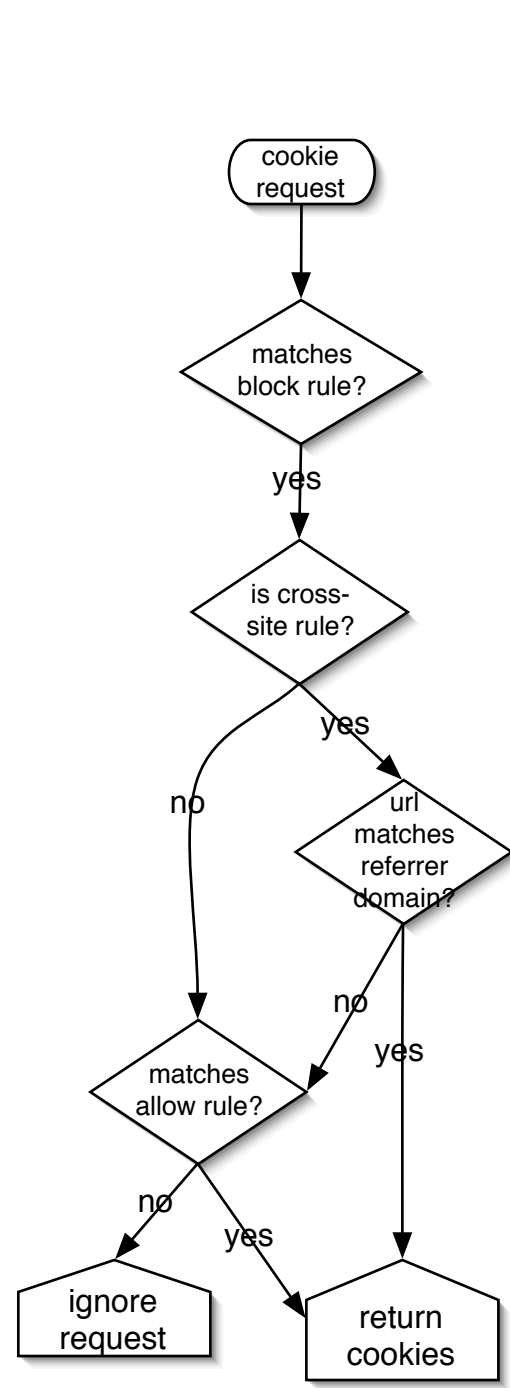 cookie
request
matches
block rule?
yes
is cross-
site rule?
yes
no
url
matches
referrer
domain?
no
yes
matches
allow rule?
no
yes
ignore
request
return
cookies